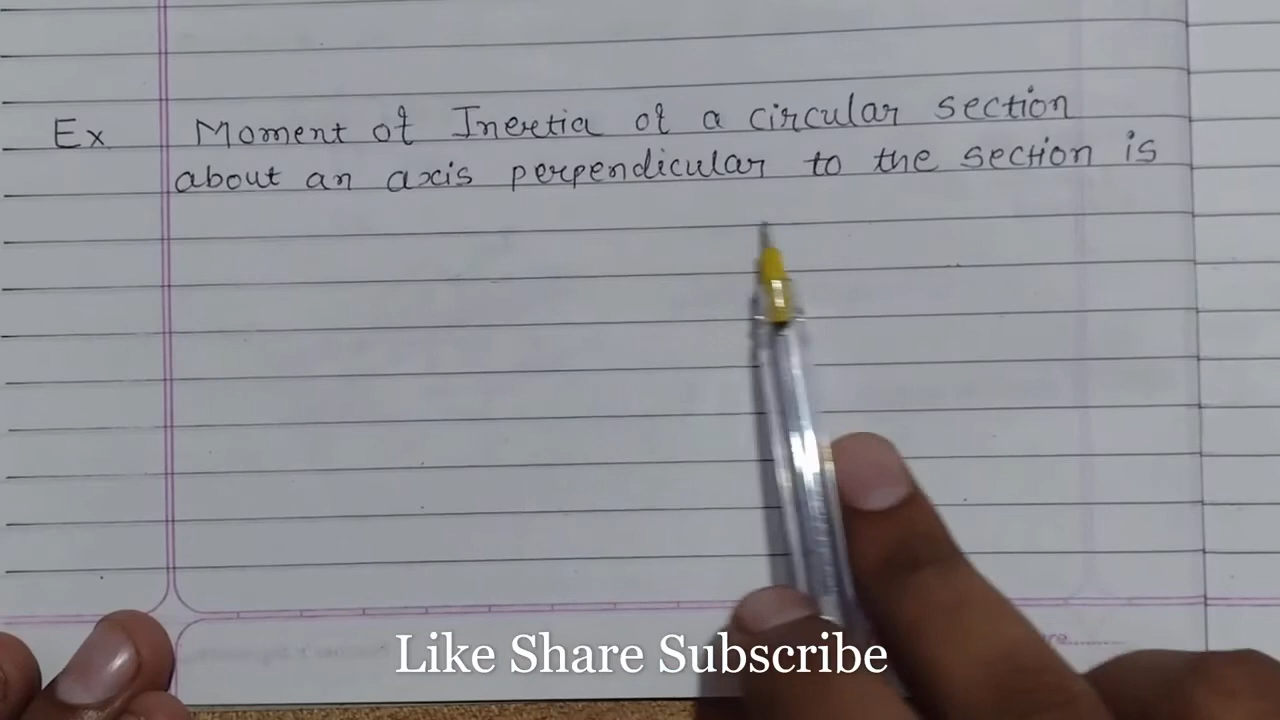 Ex Moment of Inertia of a circular section
about an axis perpendicular to the section is
Like Share Subscribe